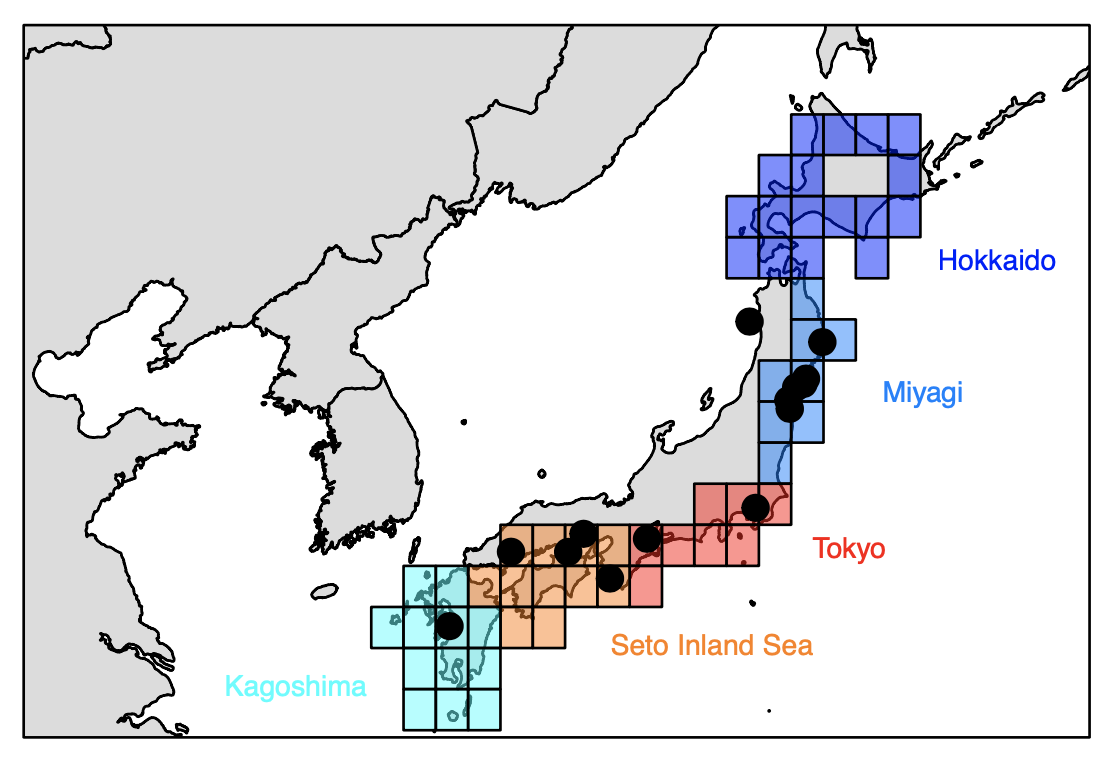 Hokkaido
Miyagi
Tokyo
Seto Inland Sea
Kagoshima